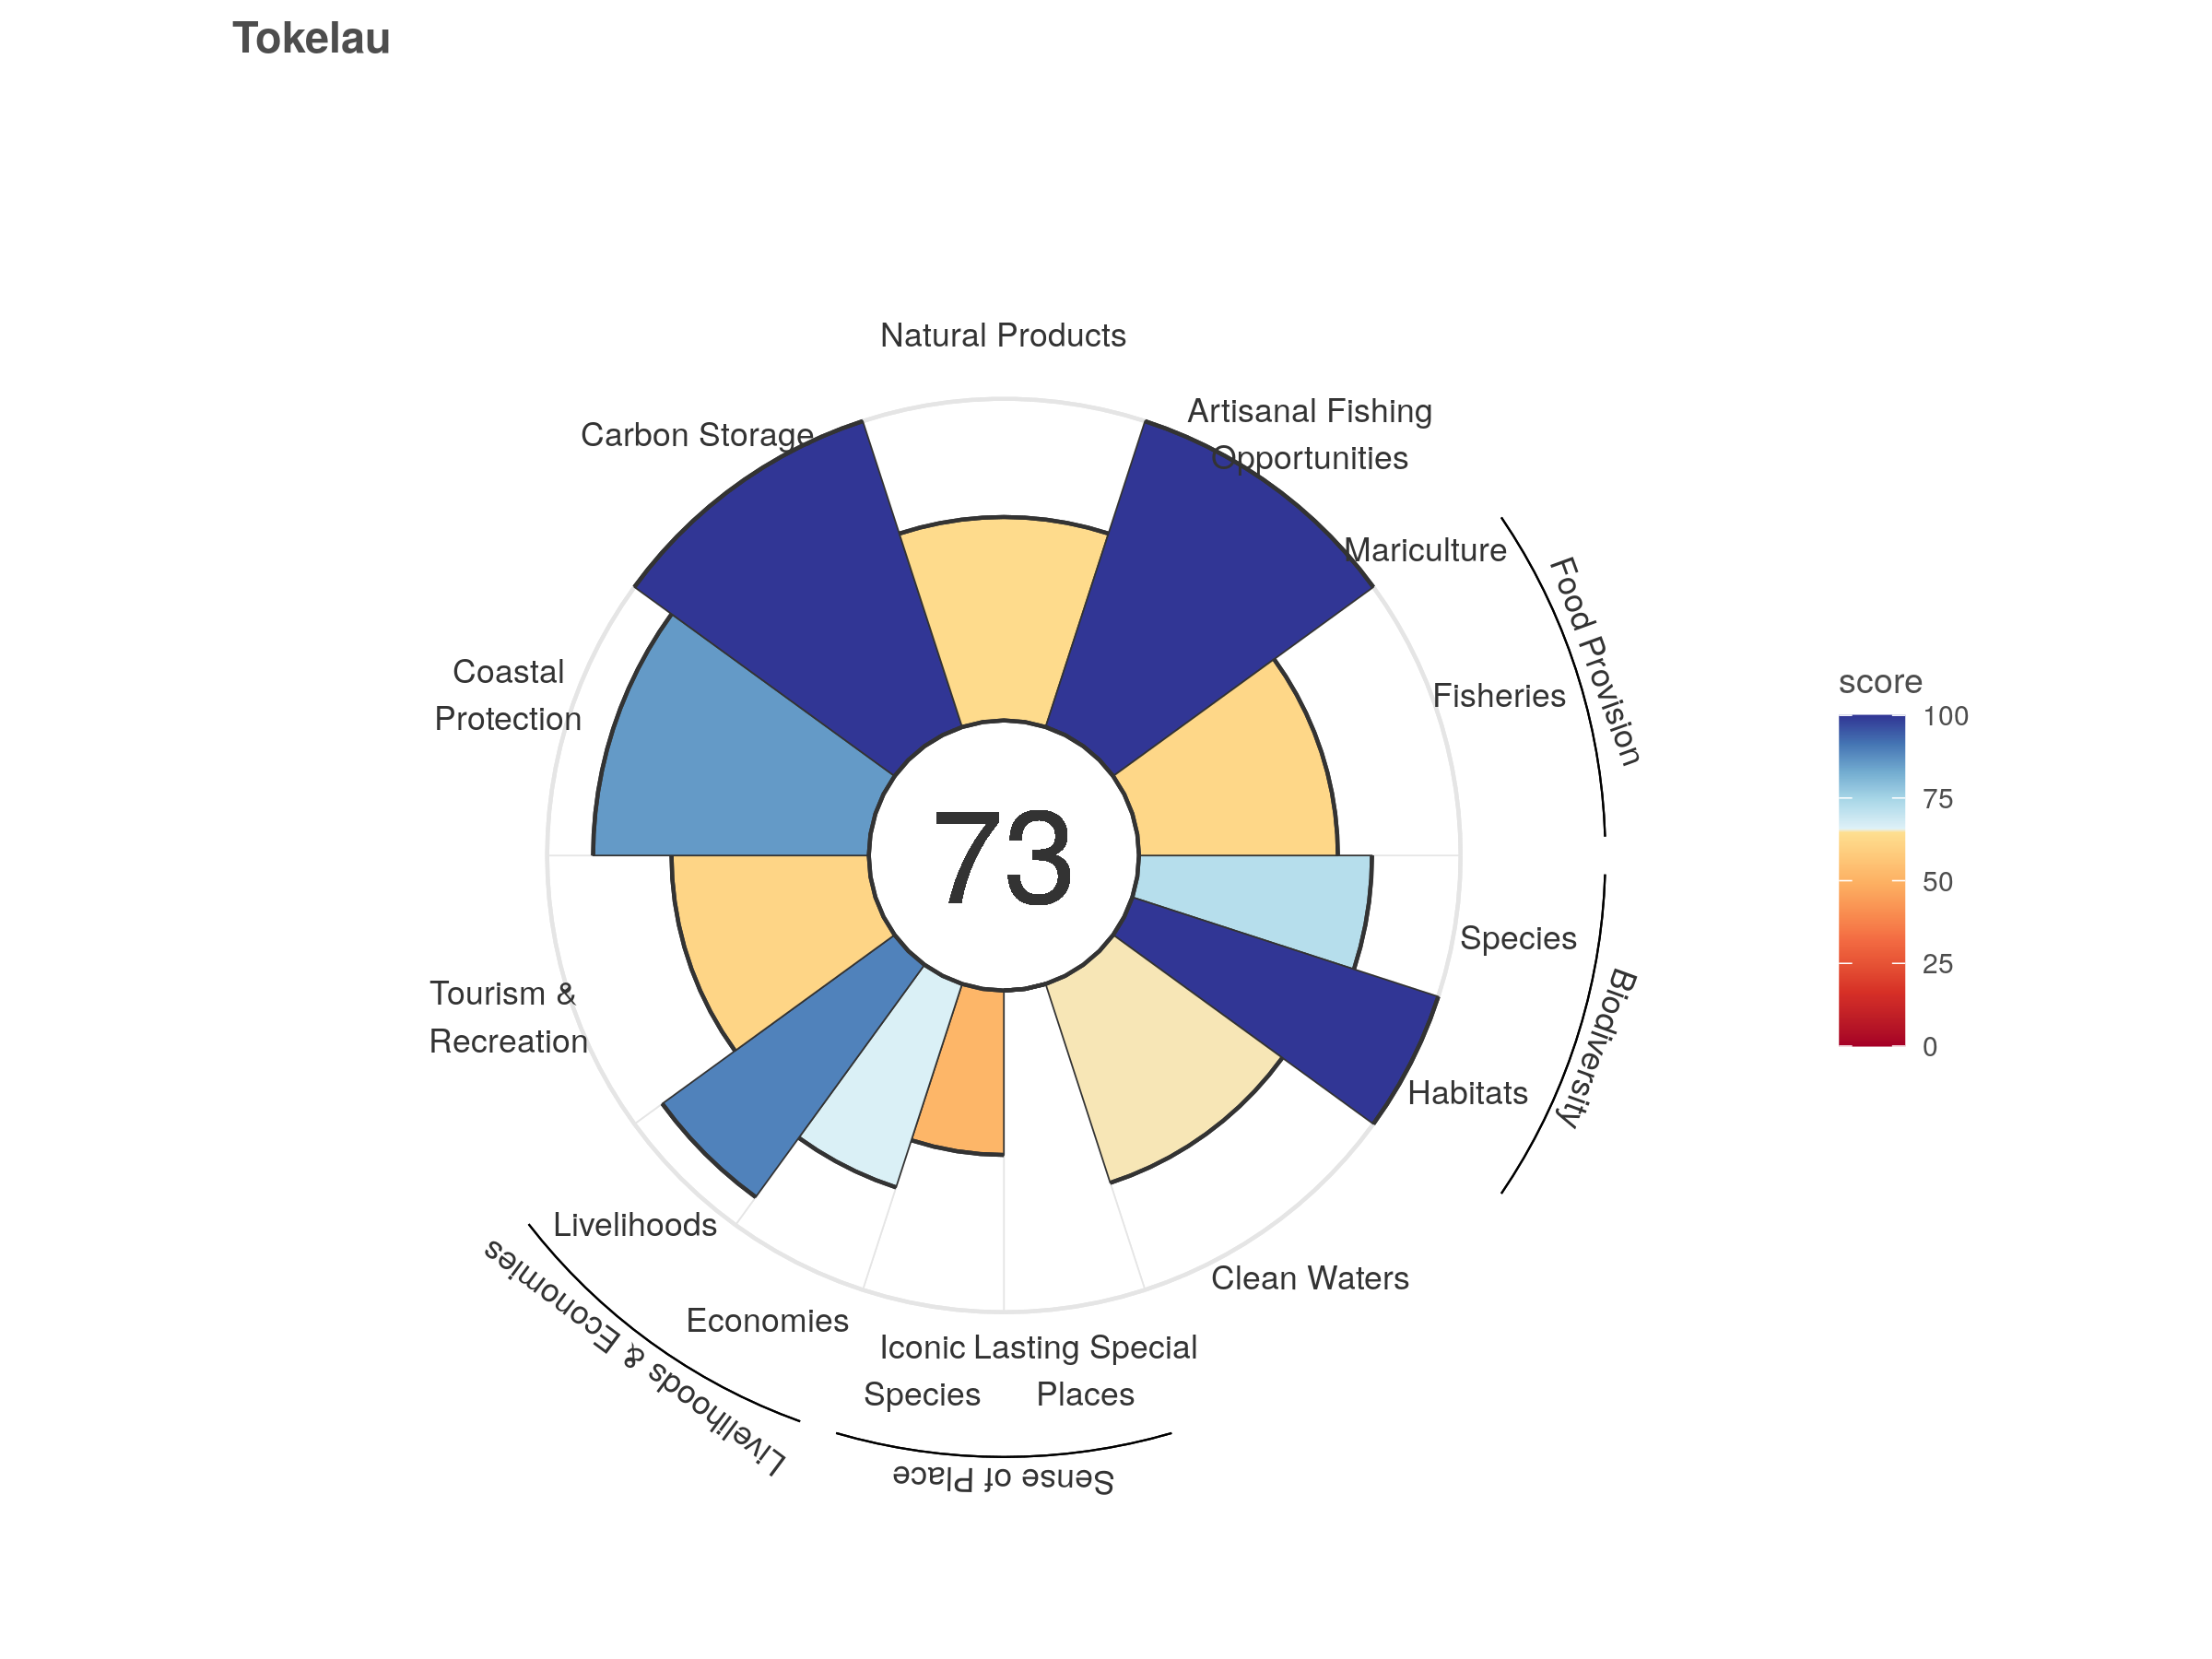 Tokelau
Natural Products
Artisanal Fishing
Opportunities
Carbon Storage
Mariculture
Food Provision
Fisheries
Coastal
Protection
score
100
75
50
25
0
73
Species
Biodiversity
Habitats
Tourism &
Recreation
Livelihoods
Livelihoods & Economies
Economies
Clean Waters
Iconic
Species
Lasting Special
Places
Sense of Place